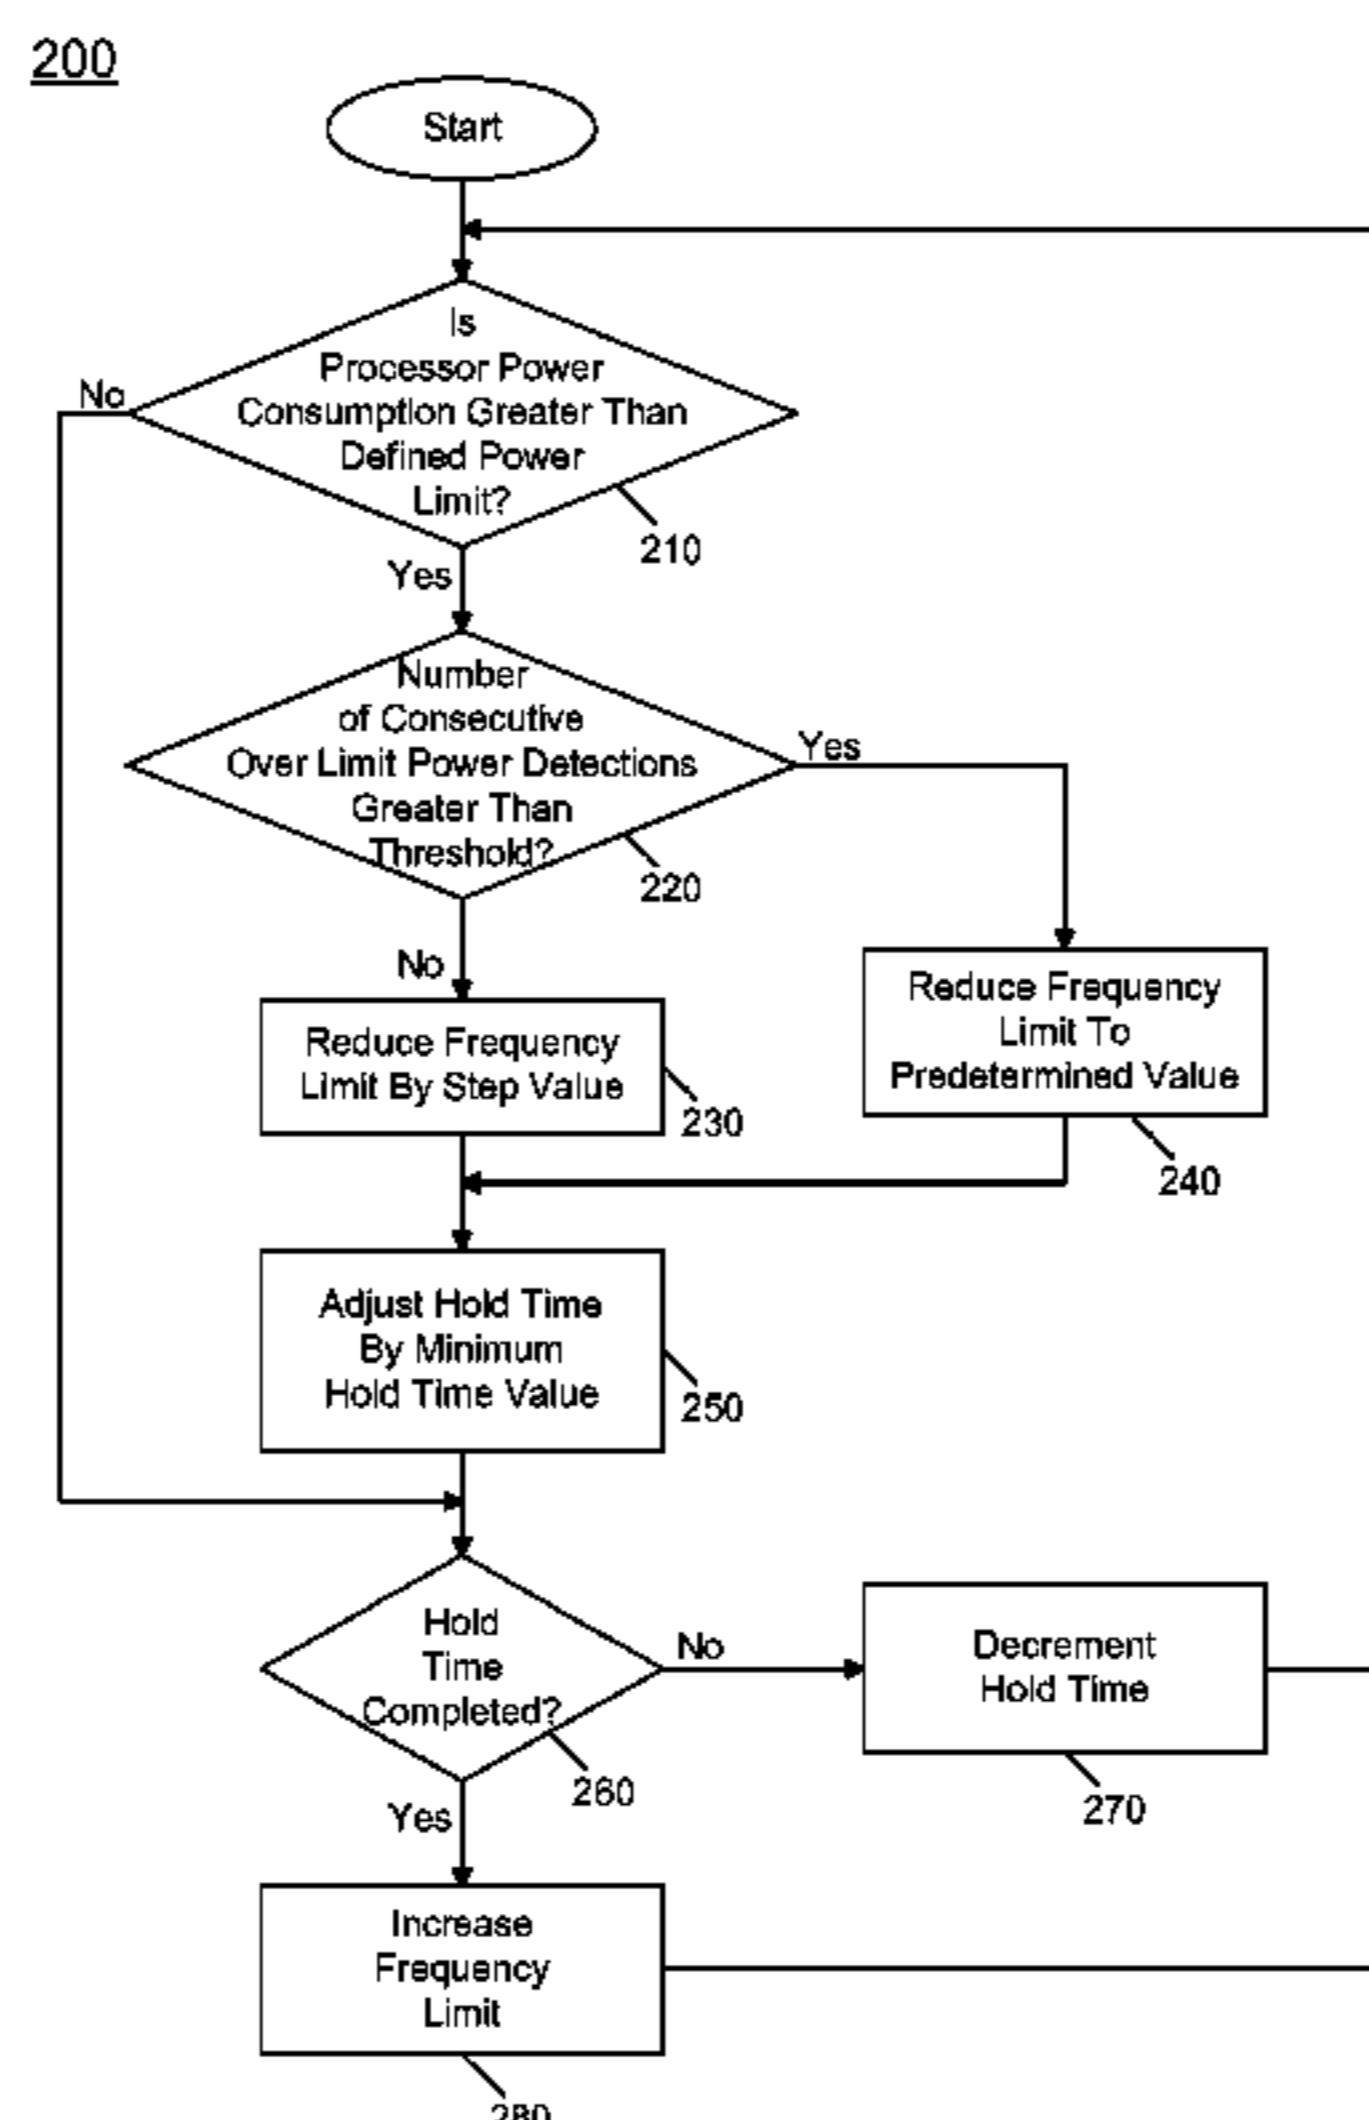 200
Start
Is
Processor Power
Consumption Greater Than
Defined Power
Limit?
No
210
Yes
Number
of Consecutive
Over Limit Power Detections
Greater Than
Threshold?
Yes
220
No
Reduce Frequency
Limit By Step Value
230
Reduce Frequency
Limit To
Predetermined Value
240
Adjust Hold Time
By Minimum
Hold Time Value
250
Hold
Time
Completed?
No
260
Decrement
Hold Time
270
Yes
Increase
Frequency
Limit
280